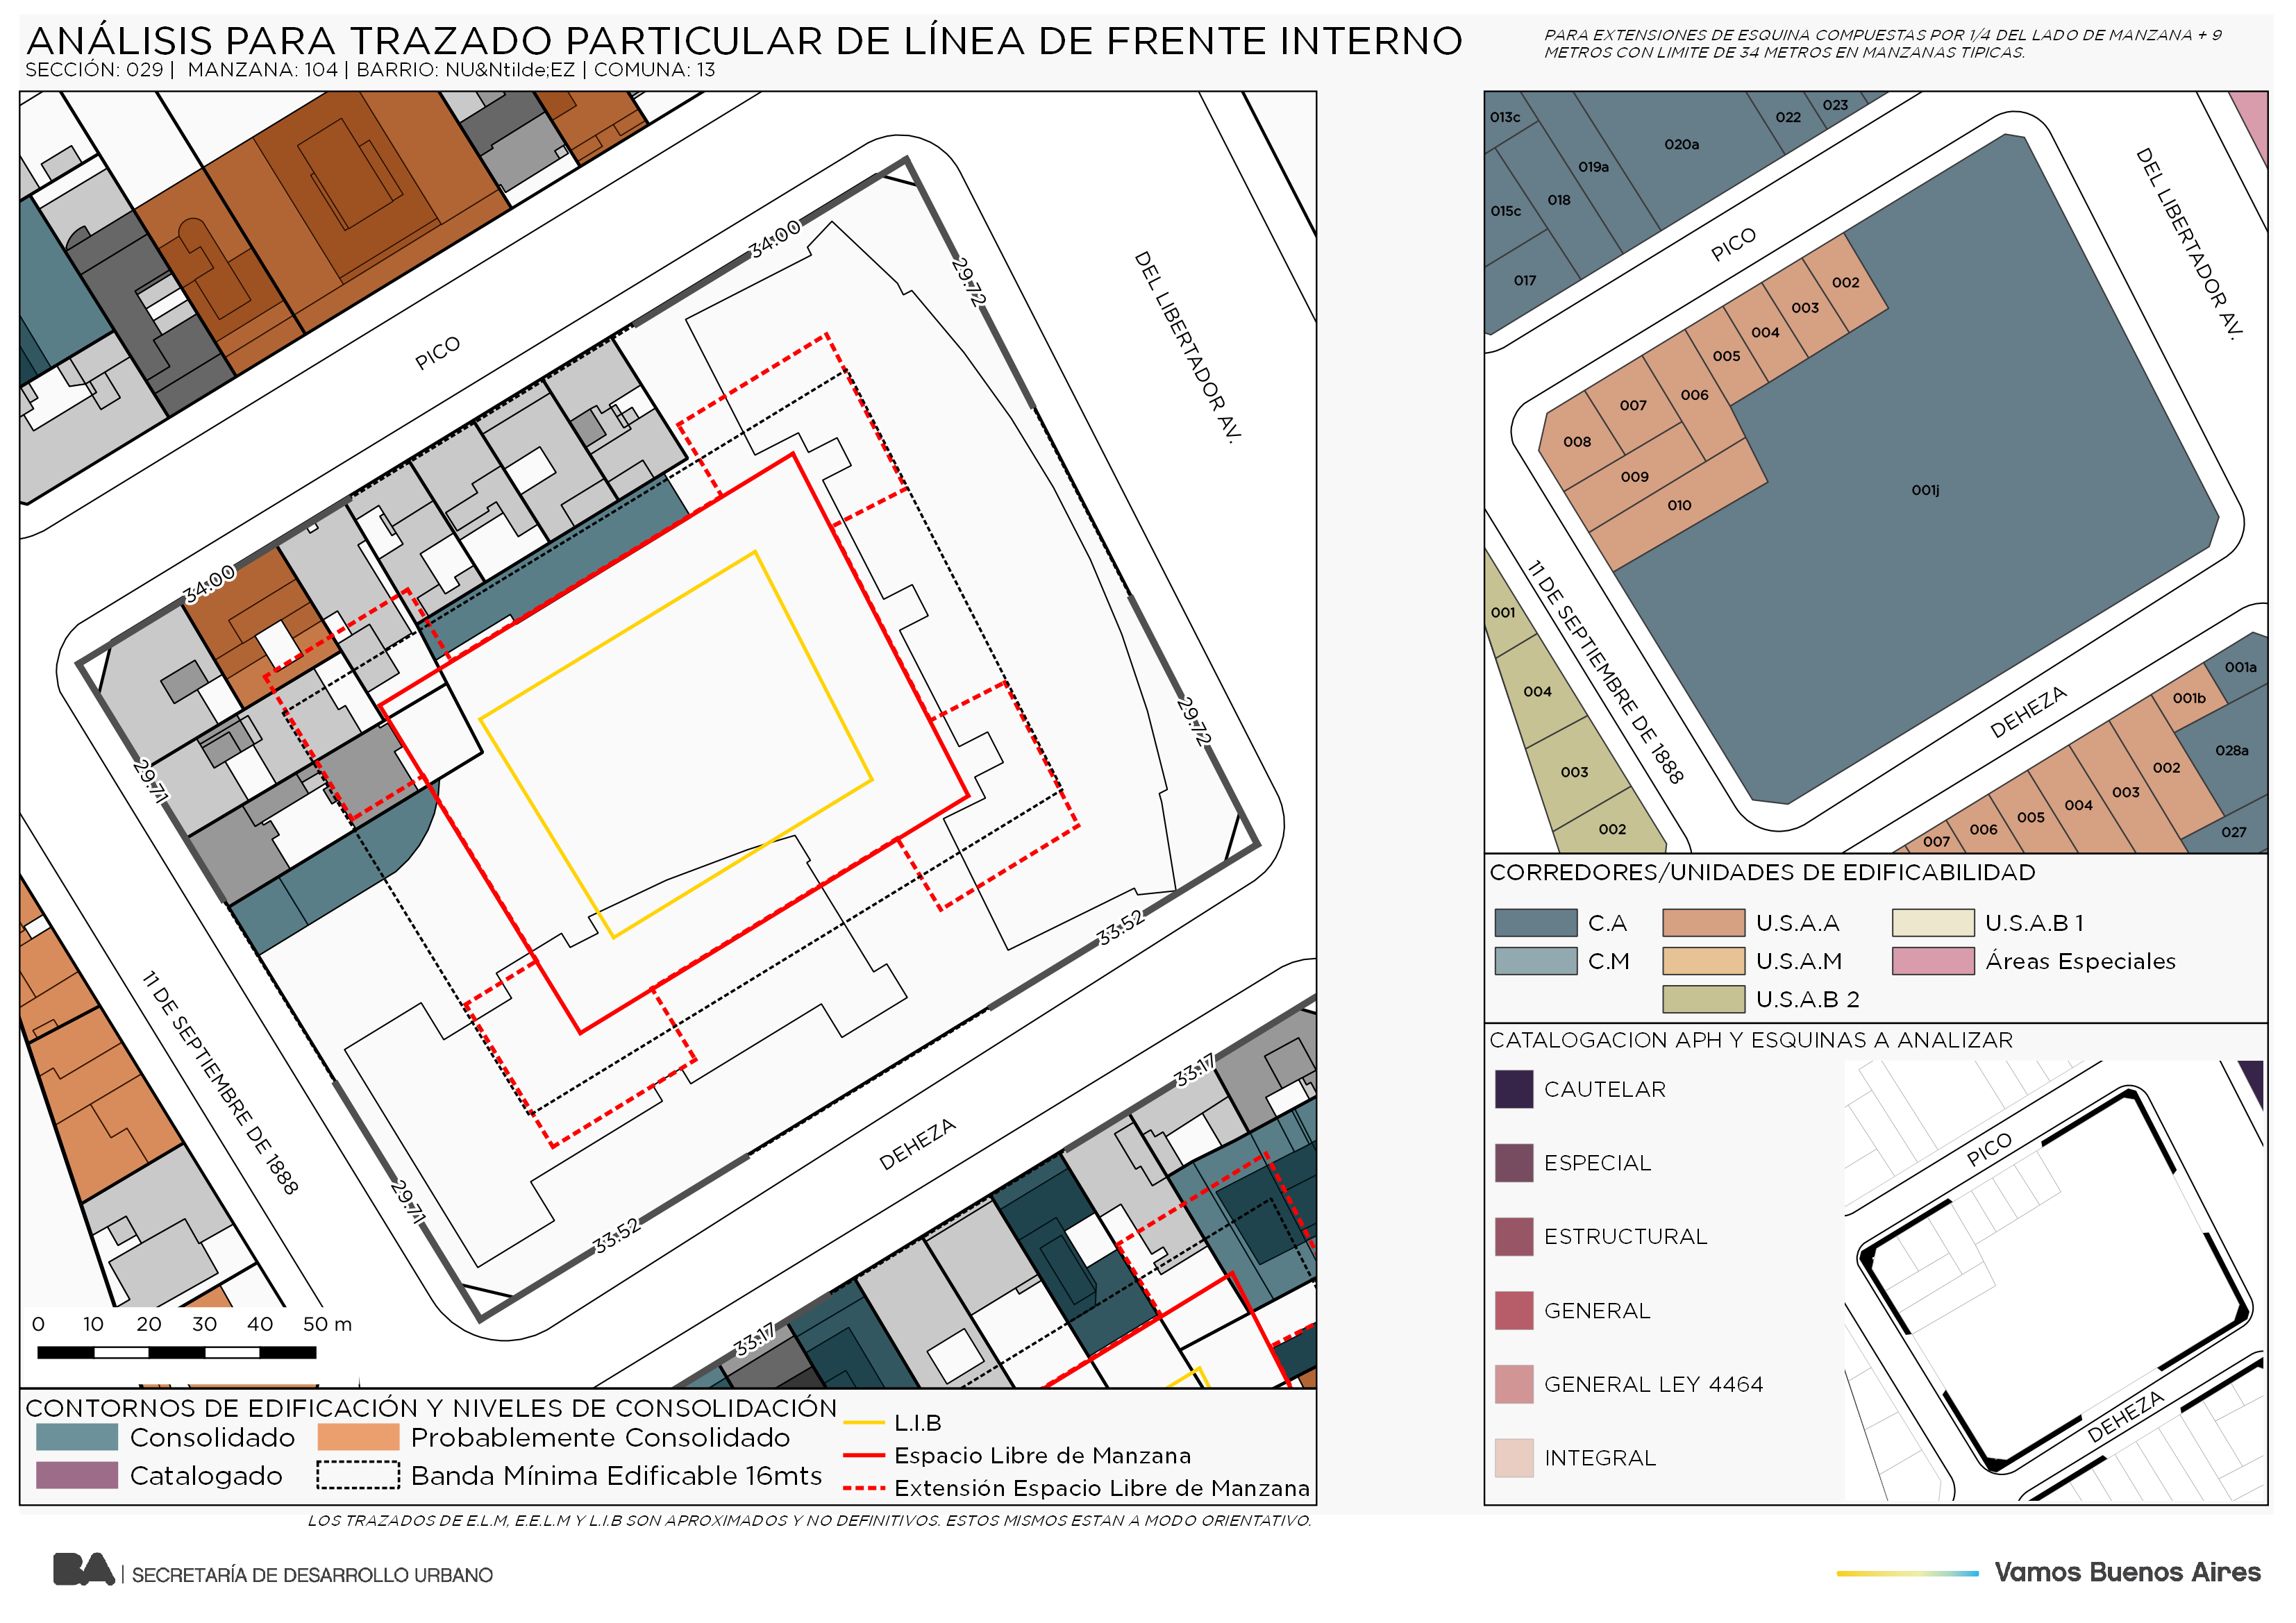 ANÁLISIS PARA TRAZADO PARTICULAR DE LÍNEA DE FRENTE INTERNO
SECCIÓN: 029 | MANZANA: 104 | BARRIO: NU&Ntilde;EZ | COMUNA: 13
PARA EXTENSIONES DE ESQUINA COMPUESTAS POR 1/4 DEL LADO DE MANZANA + 9
METROS CON LIMITE DE 34 METROS EN MANZANAS TIPICAS.
34.00
29.72
DEL LIBERTADOR AV.
PICO
34.00
29.71
29.72
33.52
11 DE SEPTIEMBRE DE 1888
29.71
33.52
DEHEZA
33.17
33.17
0 10 20 30 40 50 m
CONTORNOS DE EDIFICACIÓN Y NIVELES DE CONSOLIDACIÓN
Consolidado
Probablemente Consolidado
Catalogado
Banda Mínima Edificable 16mts
L.I.B
Espacio Libre de Manzana
Extensión Espacio Libre de Manzana
LOS TRAZADOS DE E.L.M, E.E.L.M Y L.I.B SON APROXIMADOS Y NO DEFINITIVOS. ESTOS MISMOS ESTAN A MODO ORIENTATIVO.
013c
020a
022
023
019a
018
015c
017
PICO
DEL LIBERTADOR AV.
002
003
004
005
006
007
008
009
010
001j
11 DE SEPTIEMBRE DE 1888
001
004
003
002
DEHEZA
001a
001b
028a
002
003
004
005
006
007
027
CORREDORES/UNIDADES DE EDIFICABILIDAD
C.A
U.S.A.A
U.S.A.B 1
C.M
U.S.A.M
Áreas Especiales
U.S.A.B 2
CATALOGACION APH Y ESQUINAS A ANALIZAR
CAUTELAR
ESPECIAL
ESTRUCTURAL
GENERAL
GENERAL LEY 4464
INTEGRAL
PICO
DEHEZA
BA | SECRETARÍA DE DESARROLLO URBANO
Vamos Buenos Aires